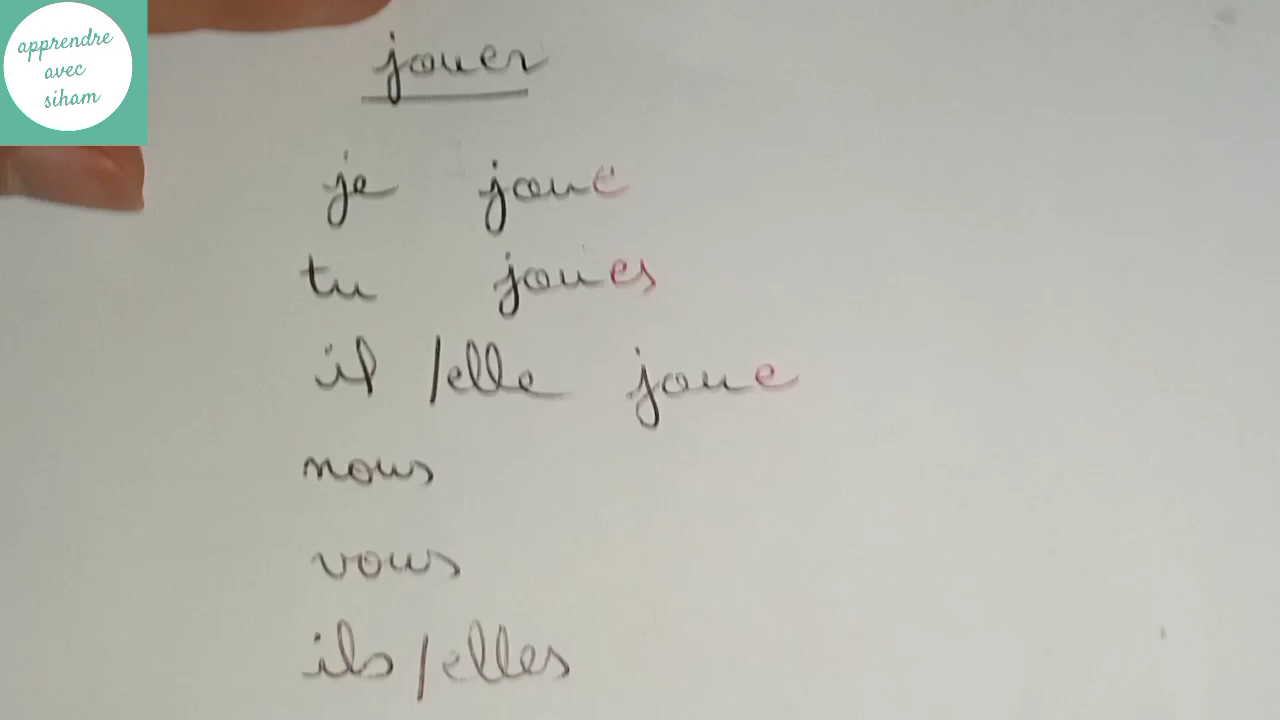 apprendre
avec
siham
jouer
je joue
tu joues
il /elle joue
nous
vous
ils/elles